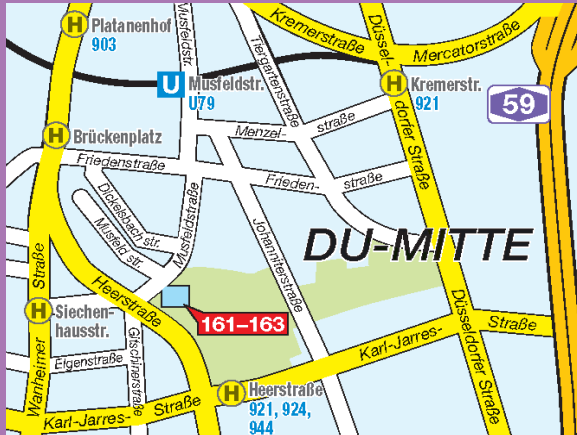 H Platanenhof
903
Musfeldstr.
Tiergartenstraße
Kremerstraße
Düssel-
dorfer Straße
Mercatorstraße
U Musfeldstr.
U79
H Kremerstr.
921
59
H Brückenplatz
Menzel-
straße
Friedenstraße
Frieden-
straße
Dickelsbach str.
Musfeld str.
Musfeldstraße
Johanniterstraße
DU-MITTE
Wanheimer
Straße
Heerstraße
H Siechen-
hausstr.
161–163
Gitschinerstraße
Eigenstraße
Düsseldorfer Straße
Karl-Jarres-
Straße
H Heerstraße
921, 924,
944
Karl-Jarres-
Straße